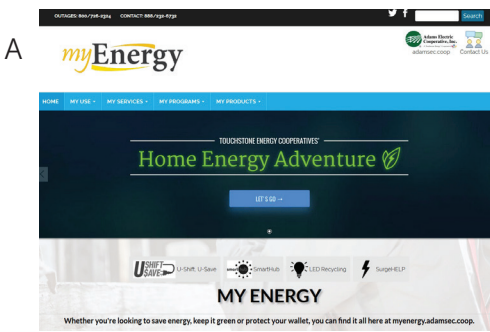 OUTAGES: 800/726-2324 CONTACT: 888/232-6732
Search
A
myEnergy
Adams Electric
Cooperative, Inc.
adamsec.coop Contact Us
HOME MY USE MY SERVICES MY PROGRAMS MY PRODUCTS
TOUCHSTONE ENERGY COOPERATIVES'
Home Energy Adventure
LET'S GO →
USHIFT USAVE U-Shift, U-Save SmartHub LED Recycling SurgeHELP
MY ENERGY
Whether you're looking to save energy, keep it green or protect your wallet, you can find it all here at myenergy.adamsec.coop.